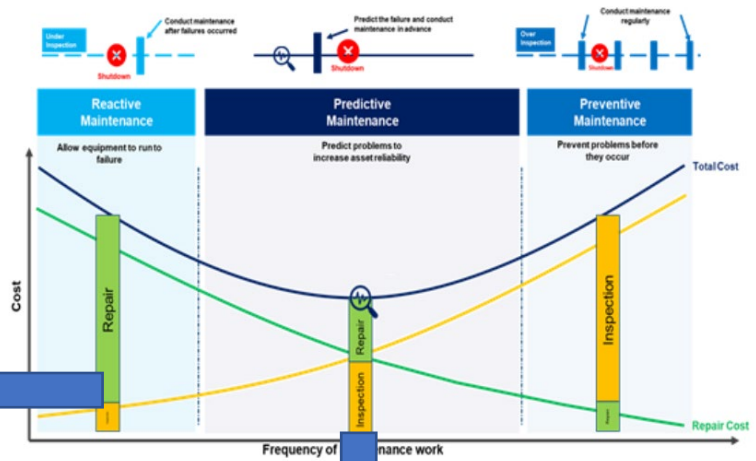 Under
Inspection
Shutdown
Conduct maintenance
after failures occurred
Predict the failure and conduct
maintenance in advance
Shutdown
Over
Inspection
Conduct maintenance
regularly
Shutdown
Reactive
Maintenance
Predictive
Maintenance
Preventive
Maintenance
Allow equipment to run to
failure
Predict problems to
increase asset reliability
Prevent problems before
they occur
Total Cost
Cost
Repair
Repair
Inspection
Inspection
Repair Cost
Frequency of
enance work